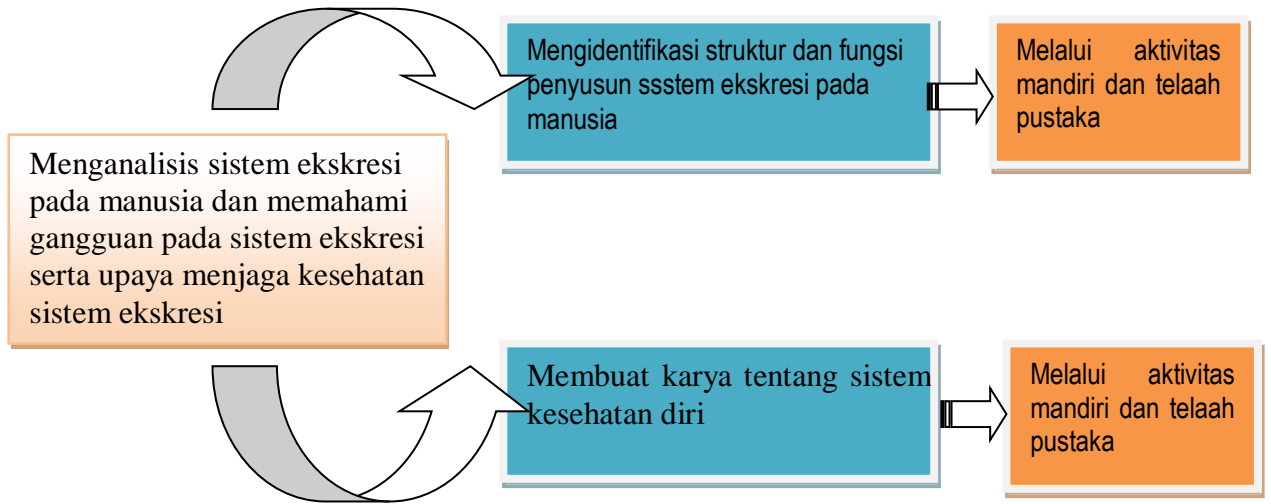 Mengidentifikasi struktur dan fungsi
penyusun ssstem ekskresi pada
manusia
Melalui aktivitas
mandiri dan telaah
pustaka
Menganalisis sistem ekskresi
pada manusia dan memahami
gangguan pada sistem ekskresi
serta upaya menjaga kesehatan
sistem ekskresi
Membuat karya tentang sistem
kesehatan diri
Melalui aktivitas
mandiri dan telaah
pustaka